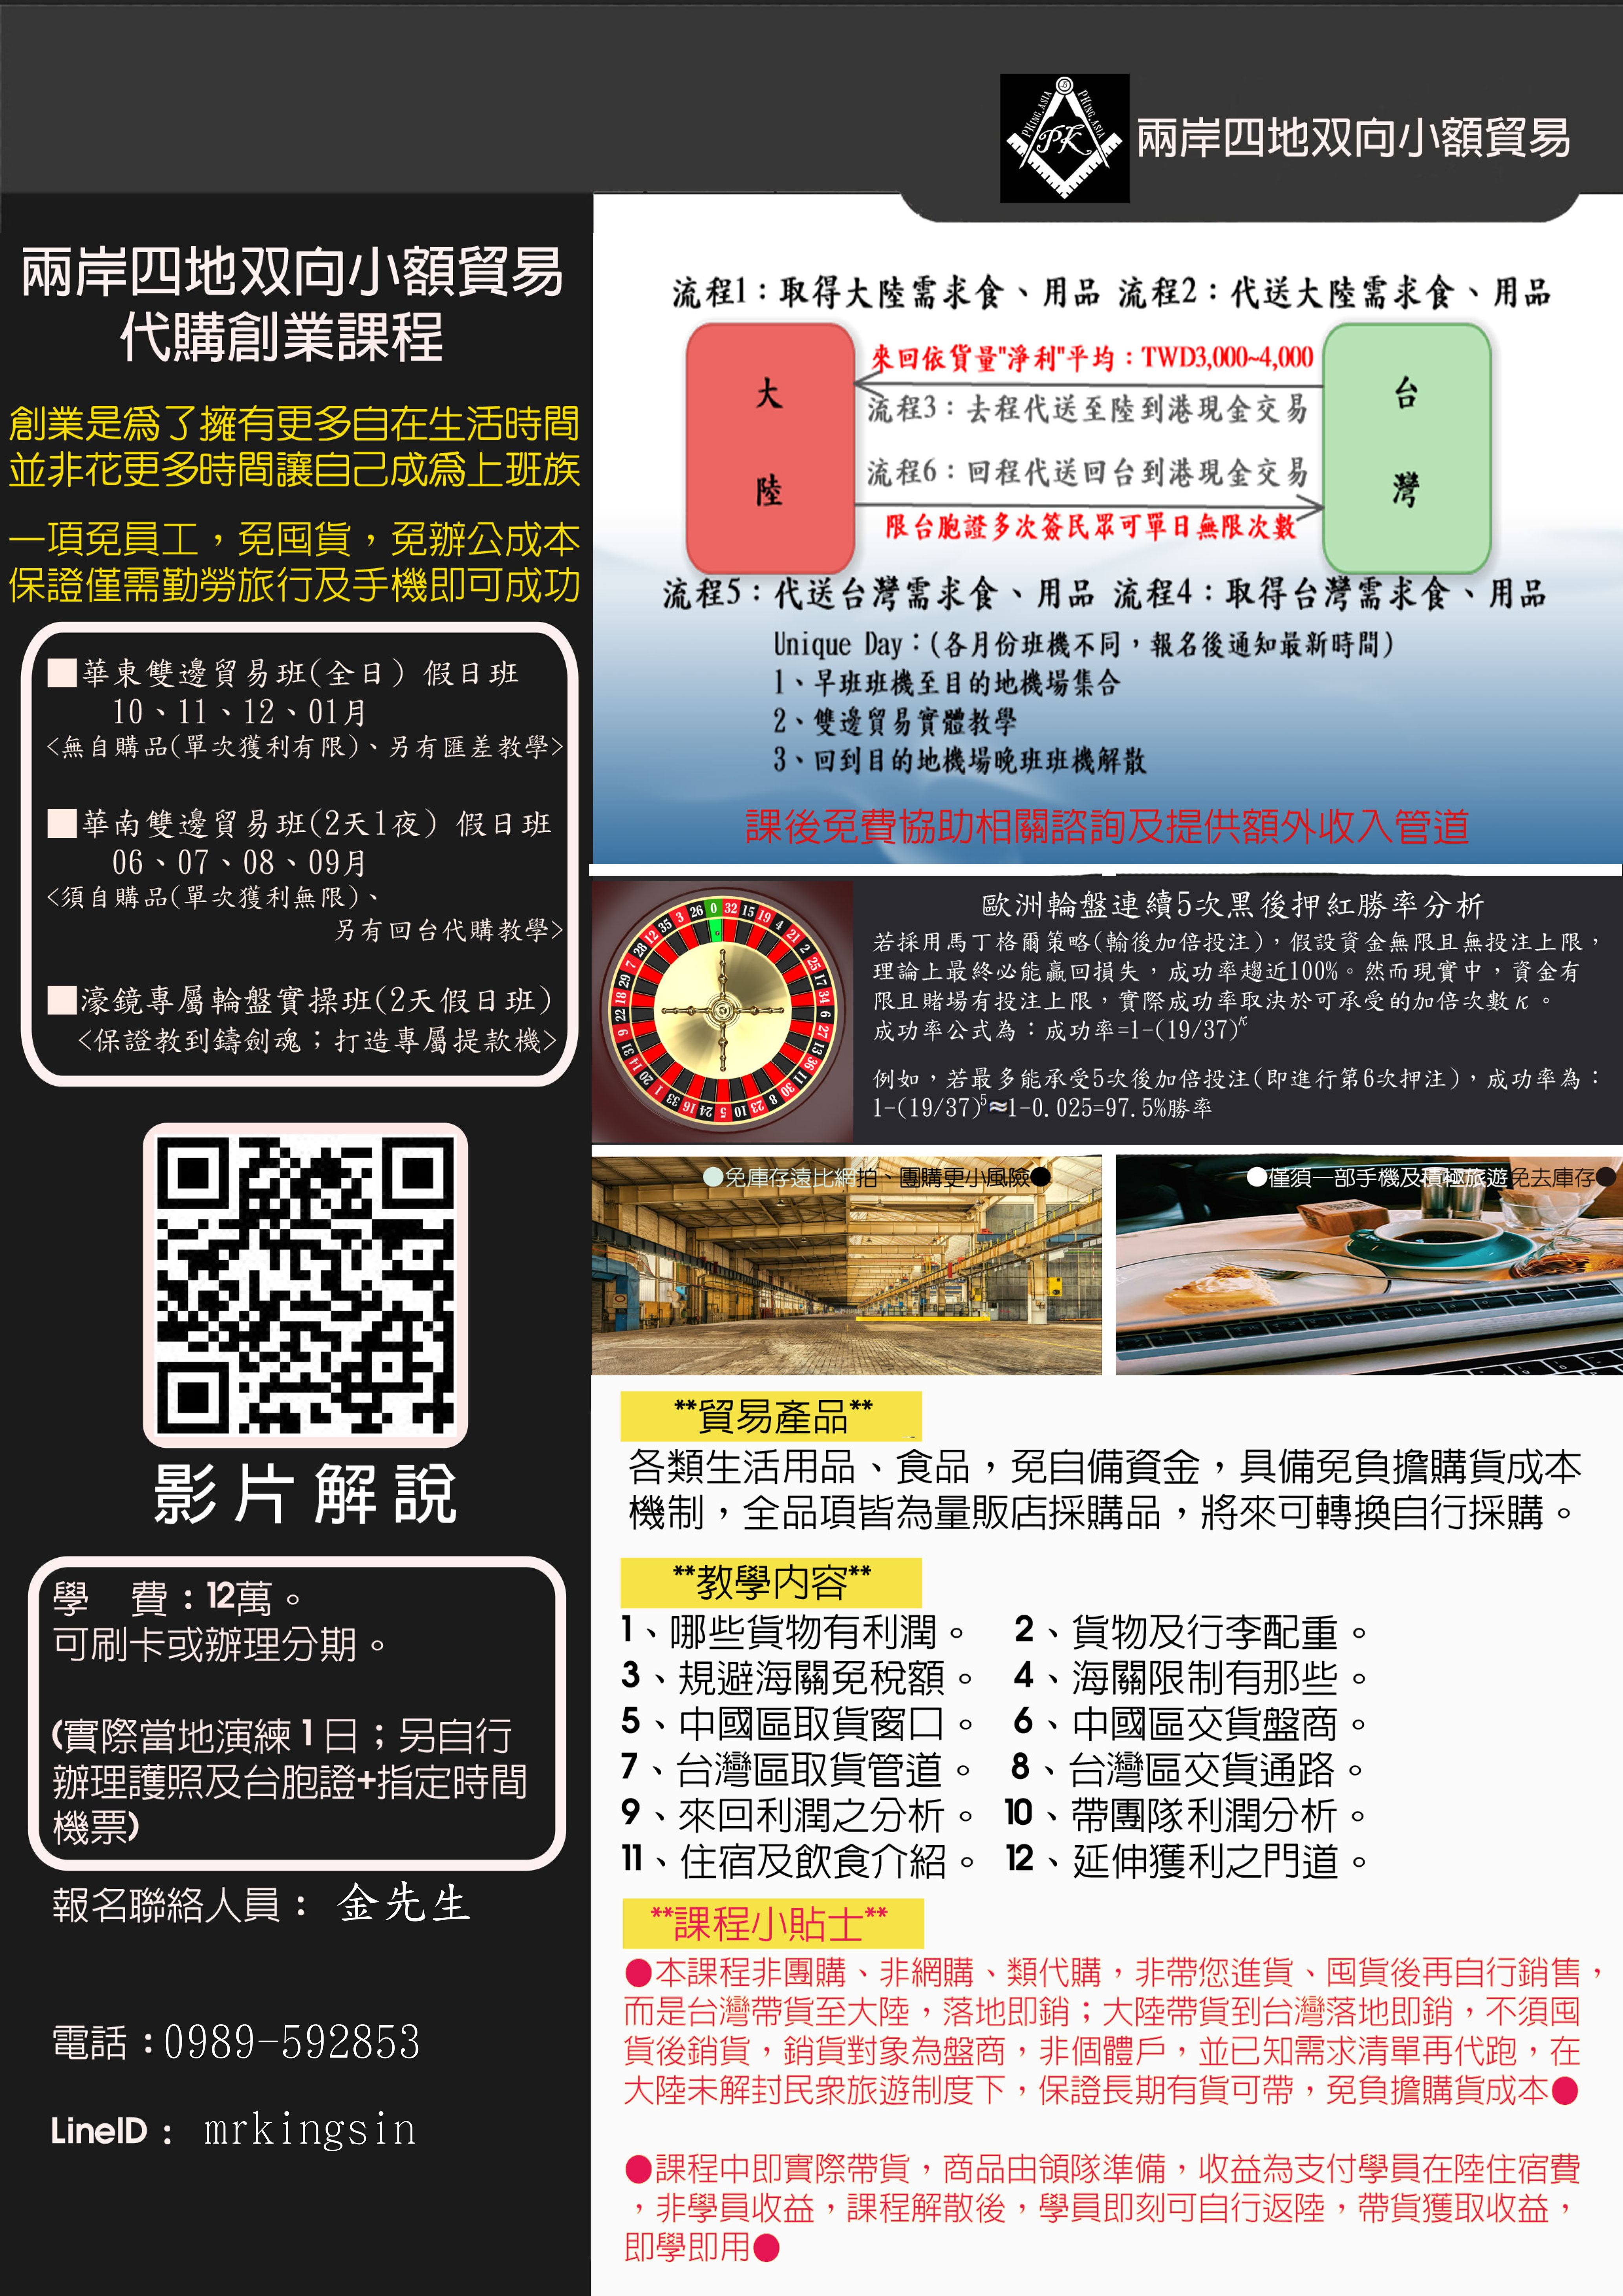 PHING.ASIA
PHING.ASIA
PK
兩岸四地双向小額貿易
兩岸四地双向小額貿易
代購創業課程
創業是為了擁有更多自在生活時間
並非花更多時間讓自己成為上班族
一項免員工，免囤貨，免辦公成本
保證僅需勤勞旅行及手機即可成功
■華東雙邊貿易班(全日) 假日班
10、11、12、01月
<無自購品(單次獲利有限)、另有匯差教學>
■華南雙邊貿易班(2天1夜) 假日班
06、07、08、09月
<須自購品(單次獲利無限)、
另有回台代購教學>
■濠鏡專屬輪盤實操班(2天假日班)
<保證教到鑄劍魂；打造專屬提款機>
影片解說
學　費：12萬。
可刷卡或辦理分期。
(實際當地演練1日；另自行
辦理護照及台胞證+指定時間
機票)
報名聯絡人員： 金先生
電話：0989-592853
LineID： mrkingsin
流程1：取得大陸需求食、用品 流程2：代送大陸需求食、用品
大陸
來回依貨量"淨利"平均：TWD3,000~4,000
流程3：去程代送至陸到港現金交易
流程6：回程代送回台到港現金交易
限台胞證多次簽民眾可單日無限次數
台灣
流程5：代送台灣需求食、用品 流程4：取得台灣需求食、用品
Unique Day：(各月份班機不同，報名後通知最新時間)
1、早班班機至目的地機場集合
2、雙邊貿易實體教學
3、回到目的地機場晚班班機解散
課後免費協助相關諮詢及提供額外收入管道
0 32 15 19 4 21 2 25 17 34 6 27 13 36 11 30 8 23 10 5 24 16 33 1 20 14 31 9 22 18 29 7 28 12 35 3 26
歐洲輪盤連續5次黑後押紅勝率分析
若採用馬丁格爾策略(輸後加倍投注)，假設資金無限且無投注上限，
理論上最終必能贏回損失，成功率趨近100%。然而現實中，資金有
限且賭場有投注上限，實際成功率取決於可承受的加倍次數κ。
成功率公式為：成功率=1-(19/37)^κ
例如，若最多能承受5次後加倍投注(即進行第6次押注)，成功率為：
1-(19/37)^5≈1-0.025=97.5%勝率
●免庫存遠比網拍、團購更小風險●
●僅須一部手機及積極旅遊免去庫存●
**貿易產品**
各類生活用品、食品，免自備資金，具備免負擔購貨成本
機制，全品項皆為量販店採購品，將來可轉換自行採購。
**教學内容**
1、哪些貨物有利潤。 2、貨物及行李配重。
3、規避海關免稅額。 4、海關限制有那些。
5、中國區取貨窗口。 6、中國區交貨盤商。
7、台灣區取貨管道。 8、台灣區交貨通路。
9、來回利潤之分析。 10、帶團隊利潤分析。
11、住宿及飲食介紹。 12、延伸獲利之門道。
**課程小貼士**
●本課程非團購、非網購、類代購，非帶您進貨、囤貨後再自行銷售，
而是台灣帶貨至大陸，落地即銷；大陸帶貨到台灣落地即銷，不須囤
貨後銷貨，銷貨對象為盤商，非個體戶，並已知需求清單再代跑，在
大陸未解封民衆旅遊制度下，保證長期有貨可帶，免負擔購貨成本●
●課程中即實際帶貨，商品由領隊準備，收益為支付學員在陸住宿費
，非學員收益，課程解散後，學員即刻可自行返陸，帶貨獲取收益，
即學即用●